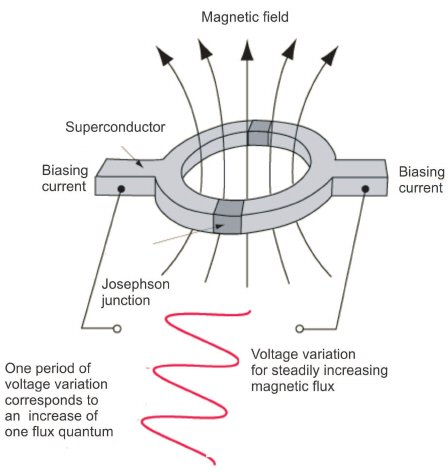 Magnetic field
Superconductor
Biasing
current
Biasing
current
Josephson
junction
One period of
voltage variation
corresponds to
an increase of
one flux quantum
Voltage variation
for steadily increasing
magnetic flux